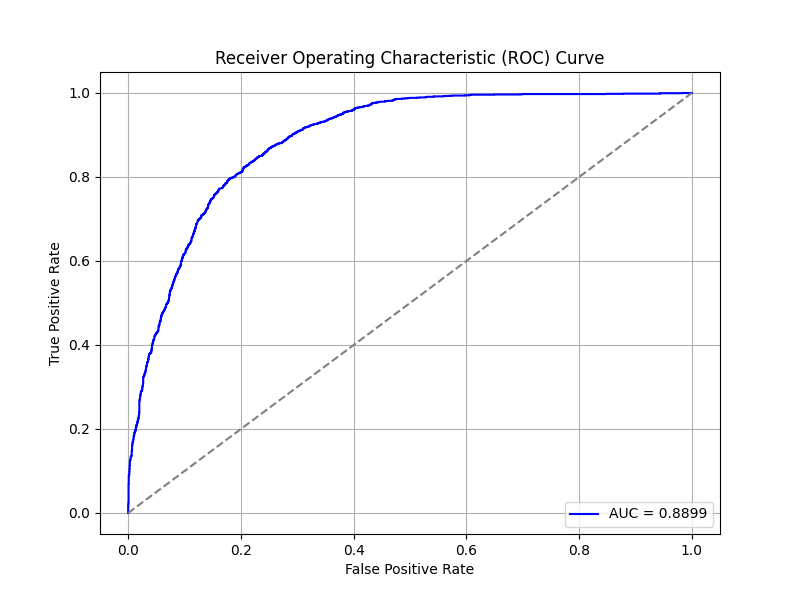 Receiver Operating Characteristic (ROC) Curve
True Positive Rate
1.0
0.8
0.6
0.4
0.2
0.0
AUC = 0.8899
0.0 0.2 0.4 0.6 0.8 1.0
False Positive Rate